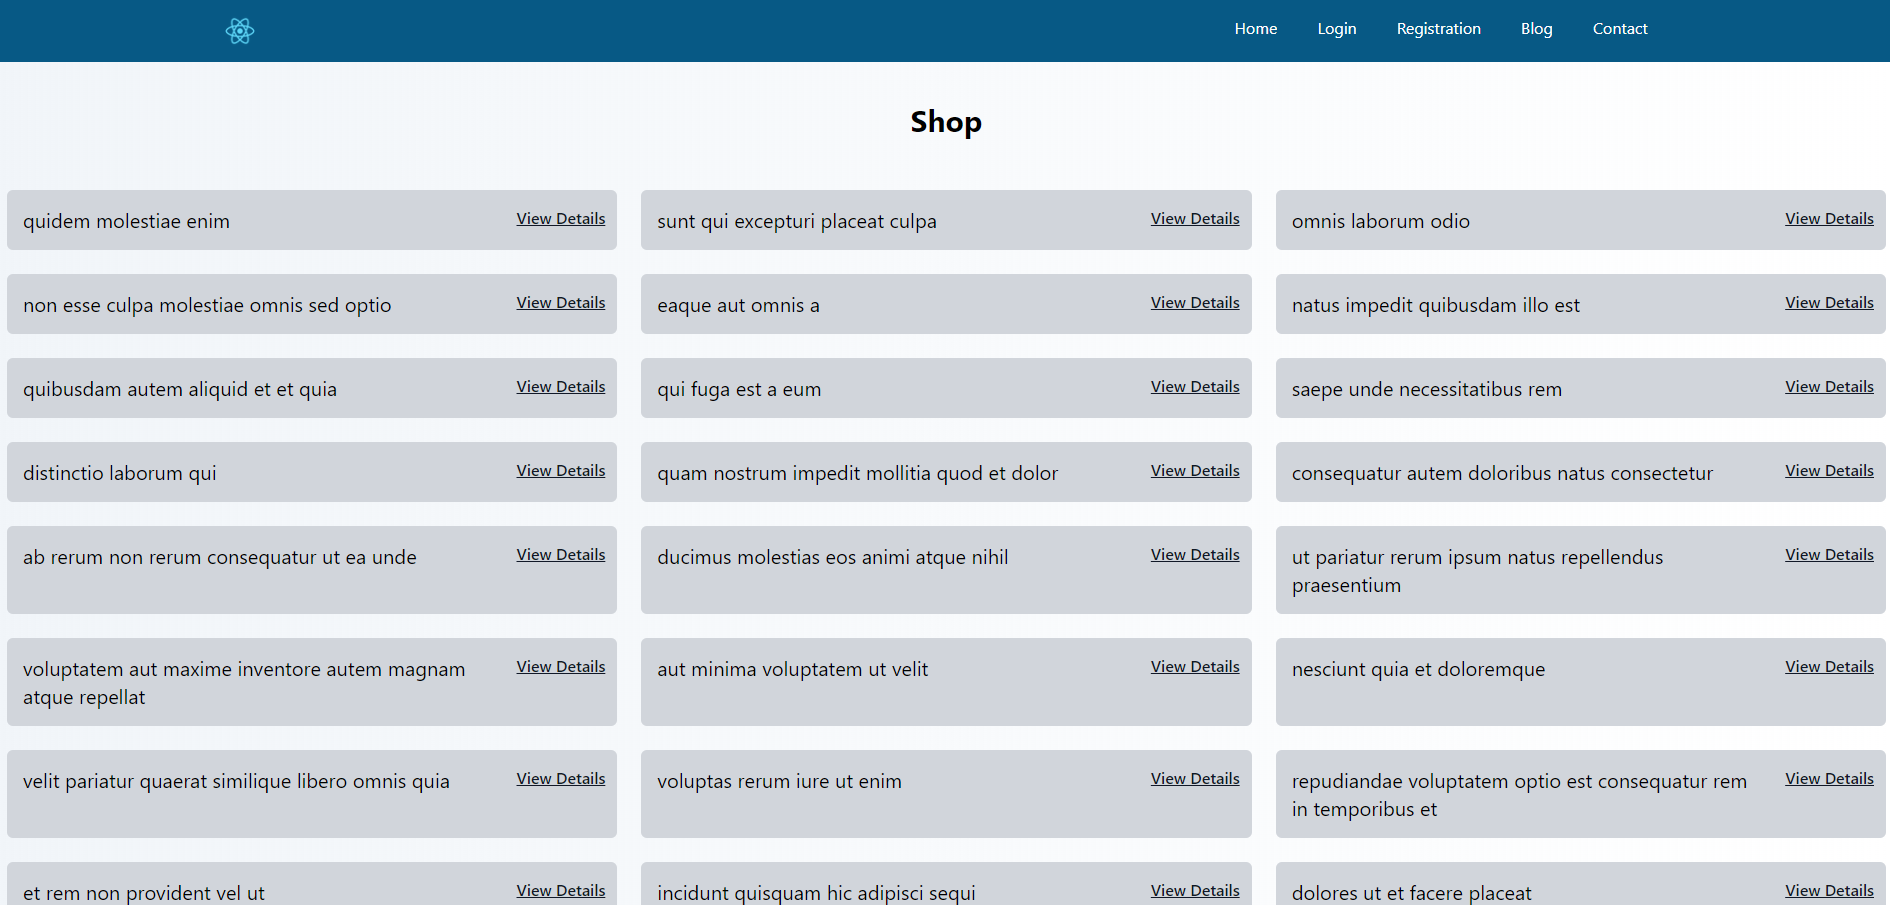 Home Login Registration Blog Contact
Shop
quidem molestiae enim View Details
sunt qui excepturi placeat culpa View Details
omnis laborum odio View Details
non esse culpa molestiae omnis sed optio View Details
eaque aut omnis a View Details
natus impedit quibusdam illo est View Details
quibusdam autem aliquid et et quia View Details
qui fuga est a eum View Details
saepe unde necessitatibus rem View Details
distinctio laborum qui View Details
quam nostrum impedit mollitia quod et dolor View Details
consequatur autem doloribus natus consectetur View Details
ab rerum non rerum consequatur ut ea unde View Details
ducimus molestias eos animi atque nihil View Details
ut pariatur rerum ipsum natus repellendus View Details
praesentium
voluptatem aut maxime inventore autem magnam View Details
atque repellat
aut minima voluptatem ut velit View Details
nesciunt quia et doloremque View Details
velit pariatur quaerat similique libero omnis quia View Details
voluptas rerum iure ut enim View Details
repudiandae voluptatem optio est consequatur rem View Details
in temporibus et
et rem non provident vel ut View Details
incidunt quisquam hic adipisci sequi View Details
dolores ut et facere placeat View Details